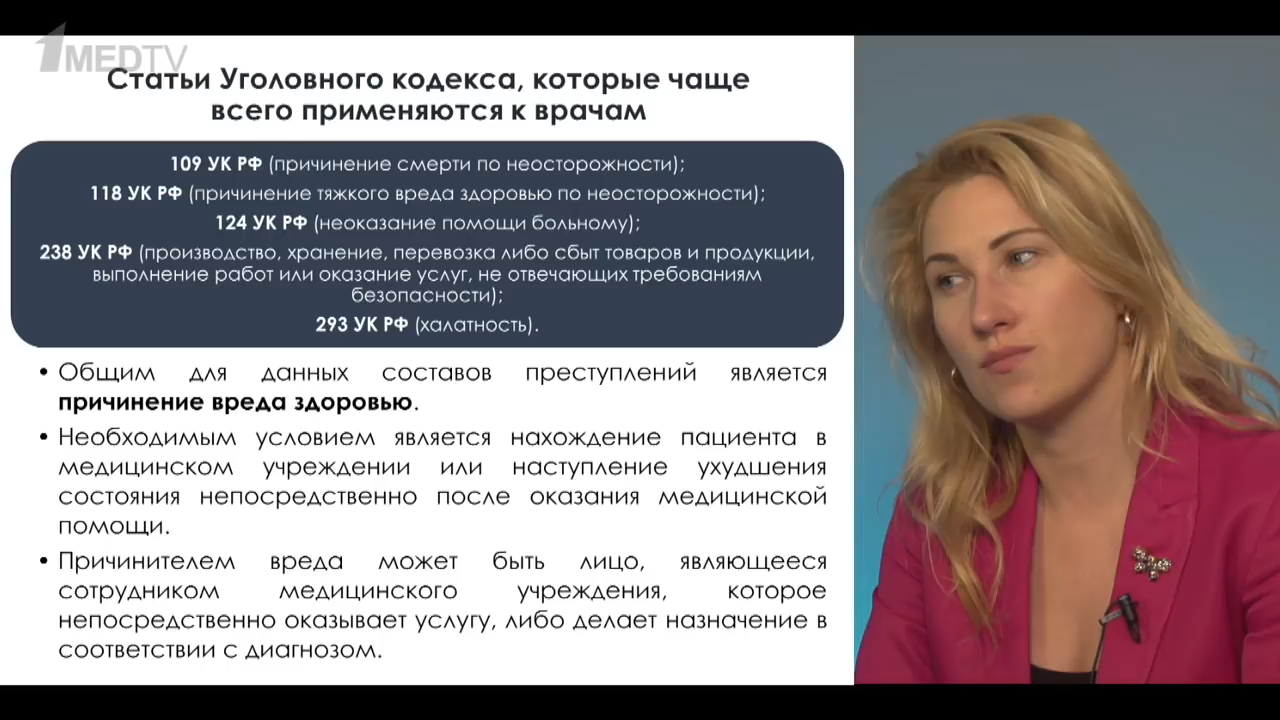 1MEDTV
Статьи Уголовного кодекса, которые чаще
всего применяются к врачам
109 УК РФ (причинение смерти по неосторожности);
118 УК РФ (причинение тяжкого вреда здоровью по неосторожности);
124 УК РФ (неоказание помощи больному);
238 УК РФ (производство, хранение, перевозка либо сбыт товаров и продукции,
выполнение работ или оказание услуг, не отвечающих требованиям
безопасности);
293 УК РФ (халатность).
• Общим для данных составов преступлений является
причинение вреда здоровью.
• Необходимым условием является нахождение пациента в
медицинском учреждении или наступление ухудшения
состояния непосредственно после оказания медицинской
помощи.
• Причинителем вреда может быть лицо, являющееся
сотрудником медицинского учреждения, которое
непосредственно оказывает услугу, либо делает назначение в
соответствии с диагнозом.